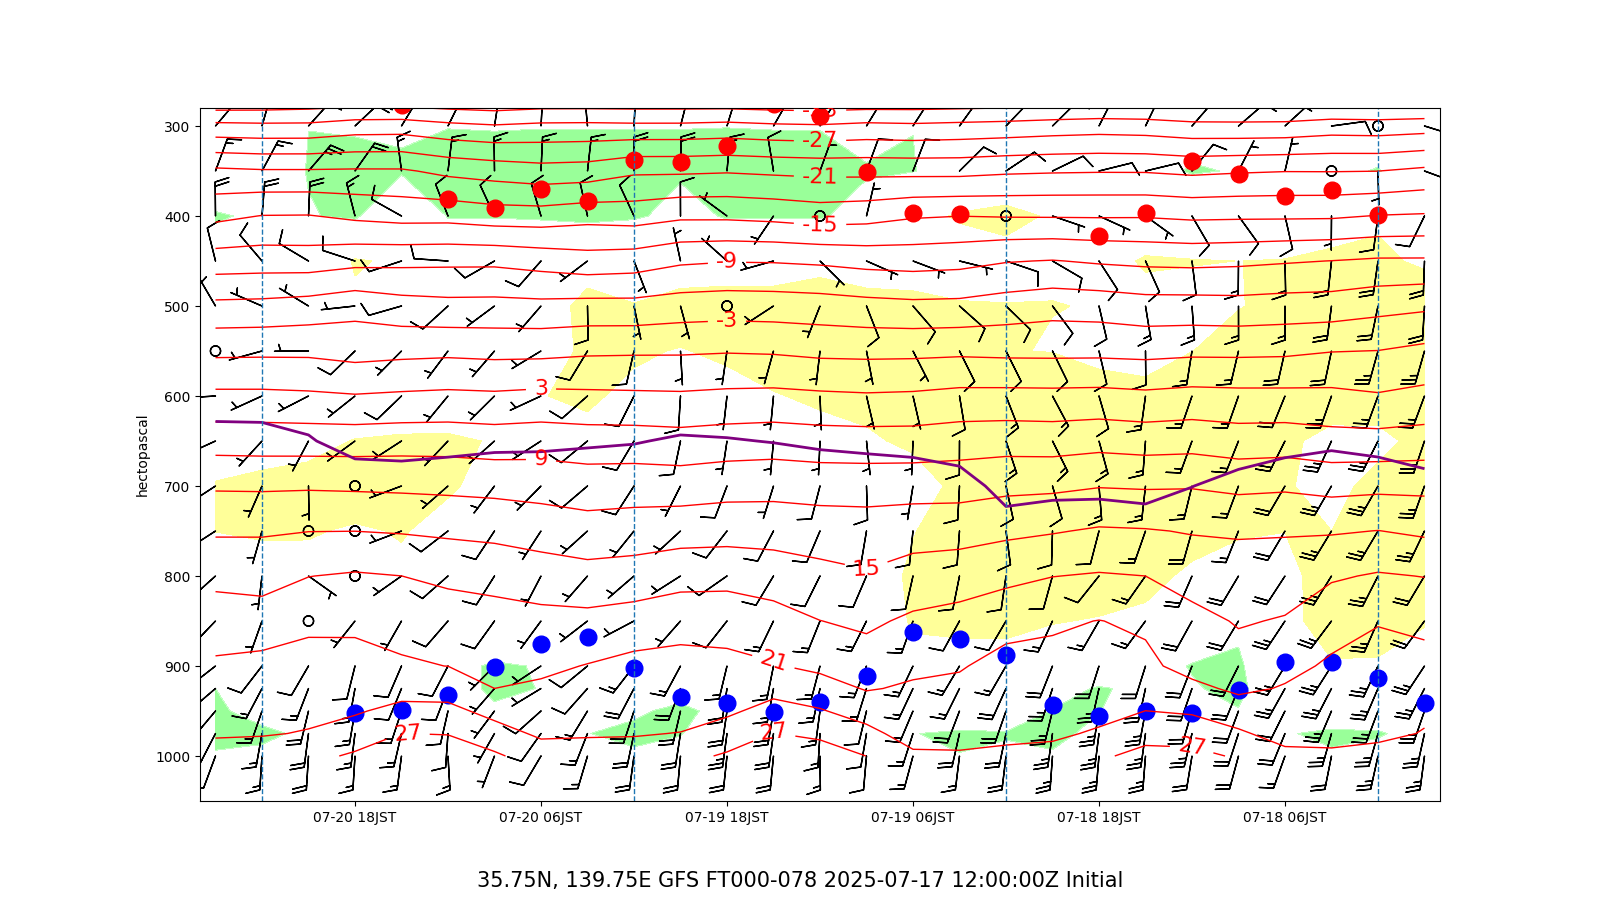 300
400
500
600
700
800
900
1000
hectopascal
-27
-21
-15
-9
-3
3
9
15
21
27
27
27
07-20 18JST
07-20 06JST
07-19 18JST
07-19 06JST
07-18 18JST
07-18 06JST
35.75N, 139.75E GFS FT000-078 2025-07-17 12:00:00Z Initial